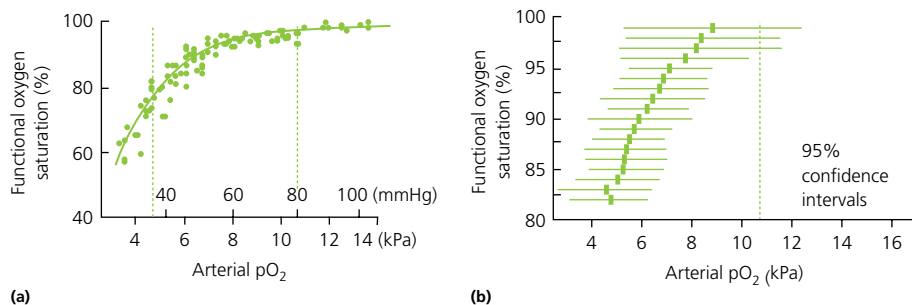 Functional oxygen
saturation (%)
100
80
60
40
40 60 80 100 (mmHg)
4 6 8 10 12 14 (kPa)
Arterial pO2
(a)
Functional oxygen
saturation (%)
100
95
90
85
80
95%
confidence
intervals
4 6 8 10 12 14 16
Arterial pO2 (kPa)
(b)